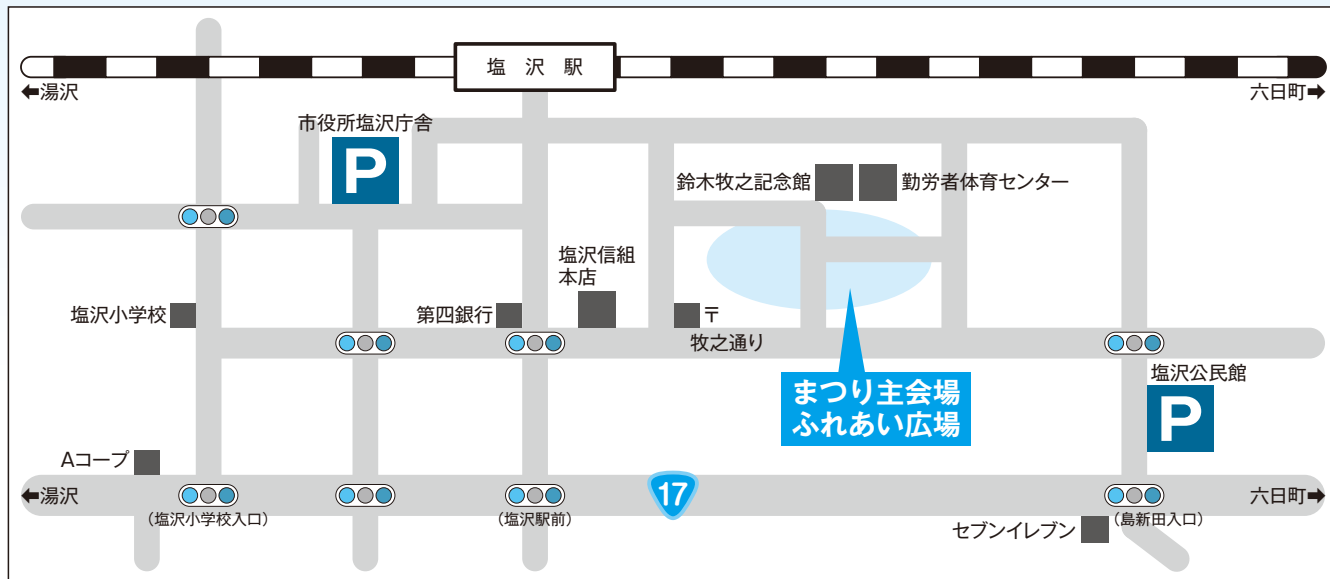 塩沢駅
←湯沢
六日町→
市役所塩沢庁舎
P
鈴木牧之記念館
勤労者体育センター
塩沢信組
本店
塩沢小学校
第四銀行
〒
牧之通り
まつり主会場
ふれあい広場
塩沢公民館
P
Aコープ
←湯沢
17
六日町→
(塩沢小学校入口)
(塩沢駅前)
(島新田入口)
セブンイレブン